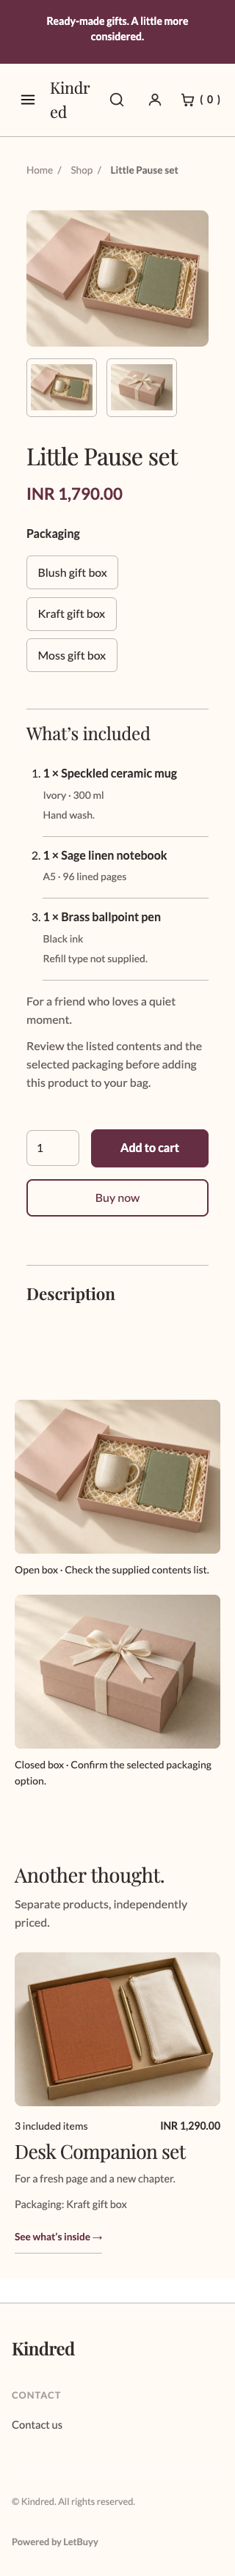 Ready-made gifts. A little more
considered.
Kindr
ed
( 0 )
Home / Shop / Little Pause set
Little Pause set
INR 1,790.00
Packaging
Blush gift box
Kraft gift box
Moss gift box
What's included
1. 1 × Speckled ceramic mug
Ivory · 300 ml
Hand wash.
2. 1 × Sage linen notebook
A5 · 96 lined pages
3. 1 × Brass ballpoint pen
Black ink
Refill type not supplied.
For a friend who loves a quiet
moment.
Review the listed contents and the
selected packaging before adding
this product to your bag.
1 Add to cart
Buy now
Description
Open box · Check the supplied contents list.
Closed box · Confirm the selected packaging
option.
Another thought.
Separate products, independently
priced.
3 included items INR 1,290.00
Desk Companion set
For a fresh page and a new chapter.
Packaging: Kraft gift box
See what's inside →
Kindred
CONTACT
Contact us
© Kindred. All rights reserved.
Powered by LetBuyy